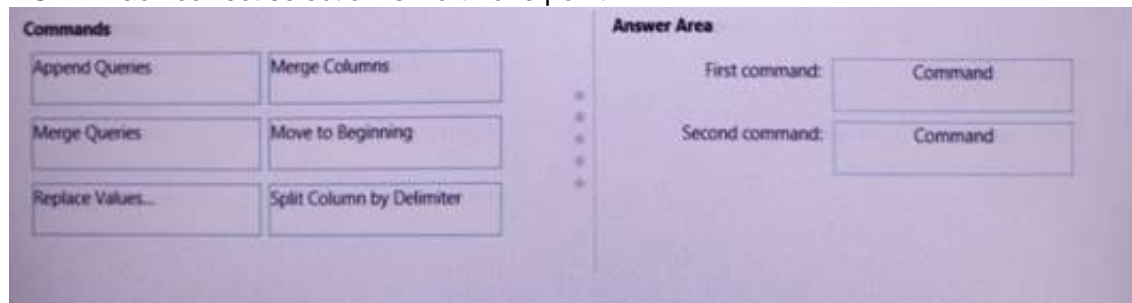 Commands
Append Queries
Merge Columns
Merge Queries
Move to Beginning
Replace Values...
Split Column by Delimiter
Answer Area
First command:
Command
Second command:
Command